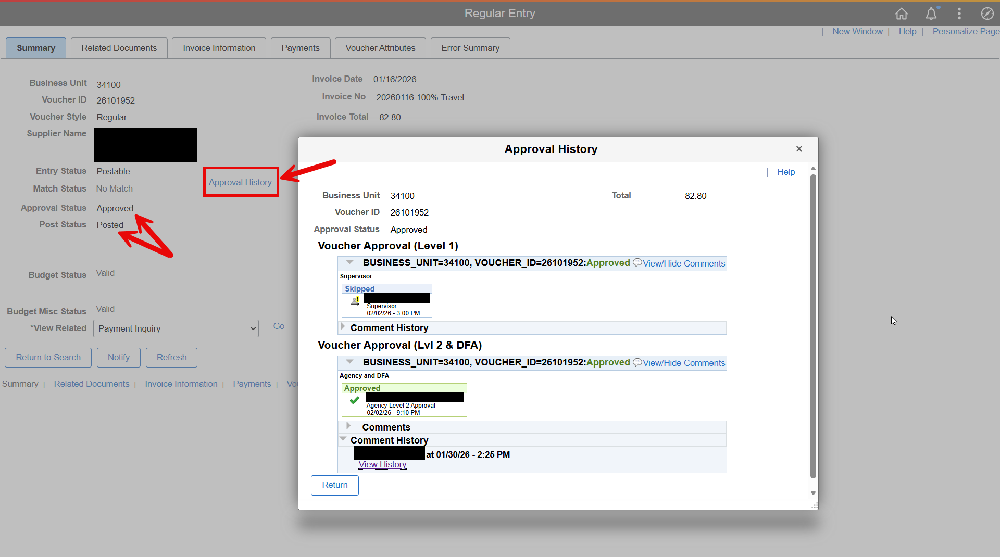 Regular Entry
New Window | Help | Personalize Page
Summary
Related Documents
Invoice Information
Payments
Voucher Attributes
Error Summary
Business Unit 34100
Voucher ID 26101952
Voucher Style Regular
Supplier Name
Entry Status Postable
Match Status No Match
Approval History
Approval Status Approved
Post Status Posted
Budget Status Valid
Budget Misc Status Valid
*View Related Payment Inquiry Go
Return to Search
Notify
Refresh
Summary | Related Documents | Invoice Information | Payments | Vou
Invoice Date 01/16/2026
Invoice No 20260116 100% Travel
Invoice Total 82.80
Approval History ×
| Help
Business Unit 34100 Total 82.80
Voucher ID 26101952
Approval Status Approved
Voucher Approval (Level 1)
BUSINESS_UNIT=34100, VOUCHER_ID=26101952:Approved View/Hide Comments
Supervisor
Skipped
Supervisor
02/02/26 - 3:00 PM
Comment History
Voucher Approval (Lvl 2 & DFA)
BUSINESS_UNIT=34100, VOUCHER_ID=26101952:Approved View/Hide Comments
Agency and DFA
Approved
Agency Level 2 Approval
02/02/26 - 9:10 PM
Comments
Comment History
at 01/30/26 - 2:25 PM
View History
Return